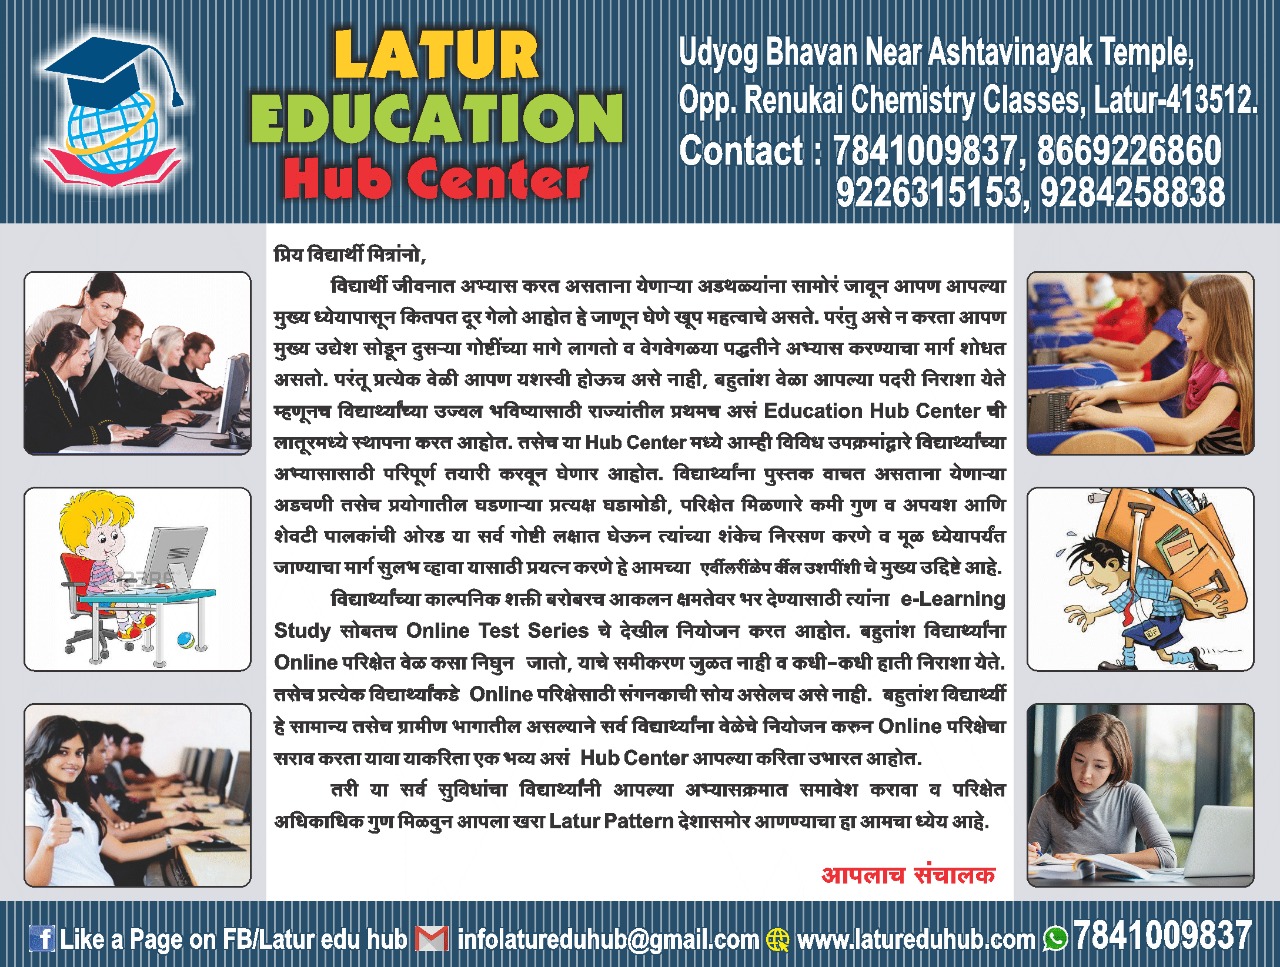 LATUR
EDUCATION
Hub Center
Udyog Bhavan Near Ashtavinayak Temple,
Opp. Renukai Chemistry Classes, Latur-413512.
Contact : 7841009837, 8669226860
9226315153, 9284258838
प्रिय विद्यार्थी मित्रांनो,
विद्यार्थी जीवनात अभ्यास करत असताना येणाऱ्या अडथळ्यांना सामोरं जावून आपण आपल्या
मुख्य ध्येयापासून कितपत दूर गेलो आहोत हे जाणून घेणे खूप महत्वाचे असते. परंतु असे न करता आपण
मुख्य उद्येश सोडून दुसऱ्या गोष्टींच्या मागे लागतो व वेगवेगळया पद्धतीने अभ्यास करण्याचा मार्ग शोधत
असतो. परंतू प्रत्येक वेळी आपण यशस्वी होऊच असे नाही, बहुतांश वेळा आपल्या पदरी निराशा येते
म्हणूनच विद्यार्थ्यांच्या उज्वल भविष्यासाठी राज्यांतील प्रथमच असं Education Hub Center ची
लातूरमध्ये स्थापना करत आहोत. तसेच या Hub Center मध्ये आम्ही विविध उपक्रमांद्वारे विद्यार्थ्यांच्या
अभ्यासासाठी परिपूर्ण तयारी करवून घेणार आहोत. विद्यार्थ्यांना पुस्तक वाचत असताना येणाऱ्या
अडचणी तसेच प्रयोगातील घडणाऱ्या प्रत्यक्ष घडामोडी, परिक्षेत मिळणारे कमी गुण व अपयश आणि
शेवटी पालकांची ओरड या सर्व गोष्टी लक्षात घेऊन त्यांच्या शंकेच निरसण करणे व मूळ ध्येयापर्यंत
जाण्याचा मार्ग सुलभ व्हावा यासाठी प्रयत्न करणे हे आमच्या एर्वीलरींळेप र्वील उशपींशी चे मुख्य उद्दिष्टे आहे.
विद्यार्थ्यांच्या काल्पनिक शक्ती बरोबरच आकलन क्षमतेवर भर देण्यासाठी त्यांना e-Learning
Study सोबतच Online Test Series चे देखील नियोजन करत आहोत. बहुतांश विद्यार्थ्यांना
Online परिक्षेत वेळ कसा निघुन जातो, याचे समीकरण जुळत नाही व कधी-कधी हाती निराशा येते.
तसेच प्रत्येक विद्यार्थ्यांकडे Online परिक्षेसाठी संगनकाची सोय असेलच असे नाही. बहुतांश विद्यार्थ्यी
हे सामान्य तसेच ग्रामीण भागातील असल्याने सर्व विद्यार्थ्यांना वेळेचे नियोजन करुन Online परिक्षेचा
सराव करता यावा याकरिता एक भव्य असं Hub Center आपल्या करिता उभारत आहोत.
तरी या सर्व सुविधांचा विद्यार्थ्यांनी आपल्या अभ्यासक्रमात समावेश करावा व परिक्षेत
अधिकाधिक गुण मिळवुन आपला खरा Latur Pattern देशासमोर आणण्याचा हा आमचा ध्येय आहे.
आपलाच संचालक
Like a Page on FB/Latur edu hub infolatureduhub@gmail.com www.latureduhub.com 7841009837